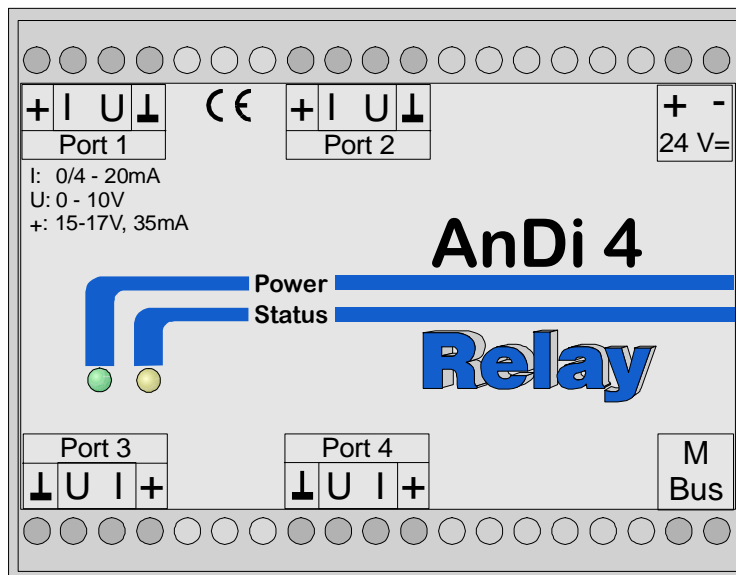 + I U ⊥
Port 1
CE
+ I U ⊥
Port 2
+ -
24 V=
I: 0/4 - 20mA
U: 0 - 10V
+: 15-17V, 35mA
AnDi 4
Power
Status
Relay
Port 3
⊥ U I +
Port 4
⊥ U I +
M
Bus